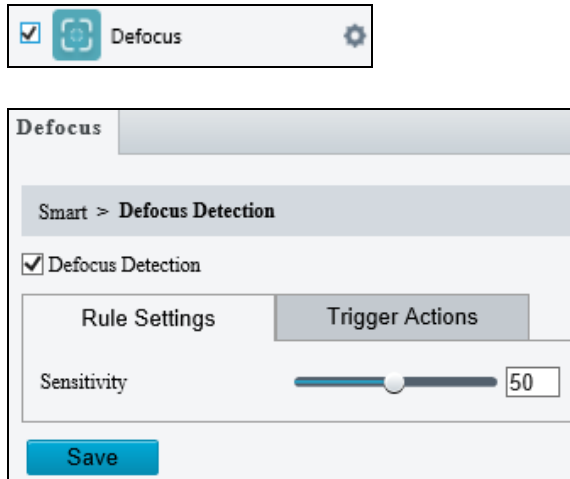 Defocus
Defocus
Smart > Defocus Detection
Defocus Detection
Rule Settings Trigger Actions
Sensitivity 50
Save